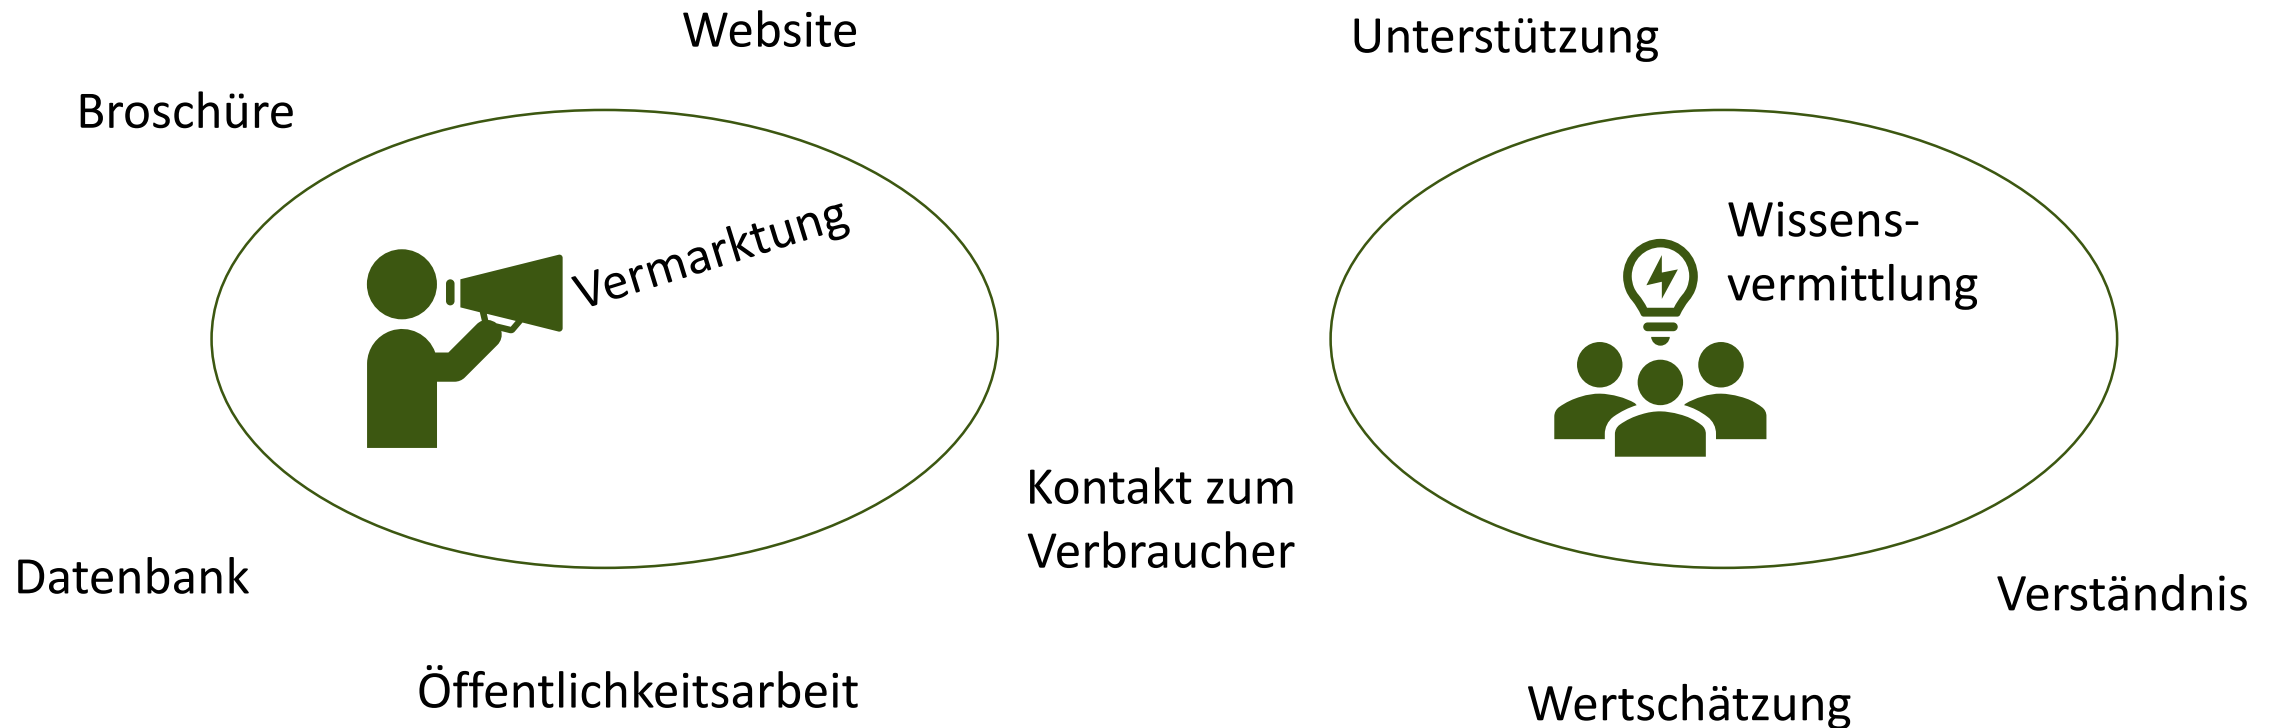 Website
Unterstützung
Broschüre
Vermarktung
Wissens-
vermittlung
Kontakt zum
Verbraucher
Datenbank
Verständnis
Öffentlichkeitsarbeit
Wertschätzung